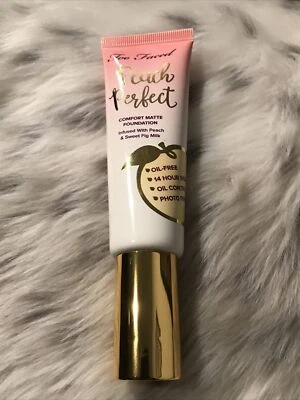 Too Faced
Peach
Perfect
COMFORT MATTE
FOUNDATION
Infused With Peach
& Sweet Fig Milk
OIL-FREE
14 HOUR
OIL
PHOTO